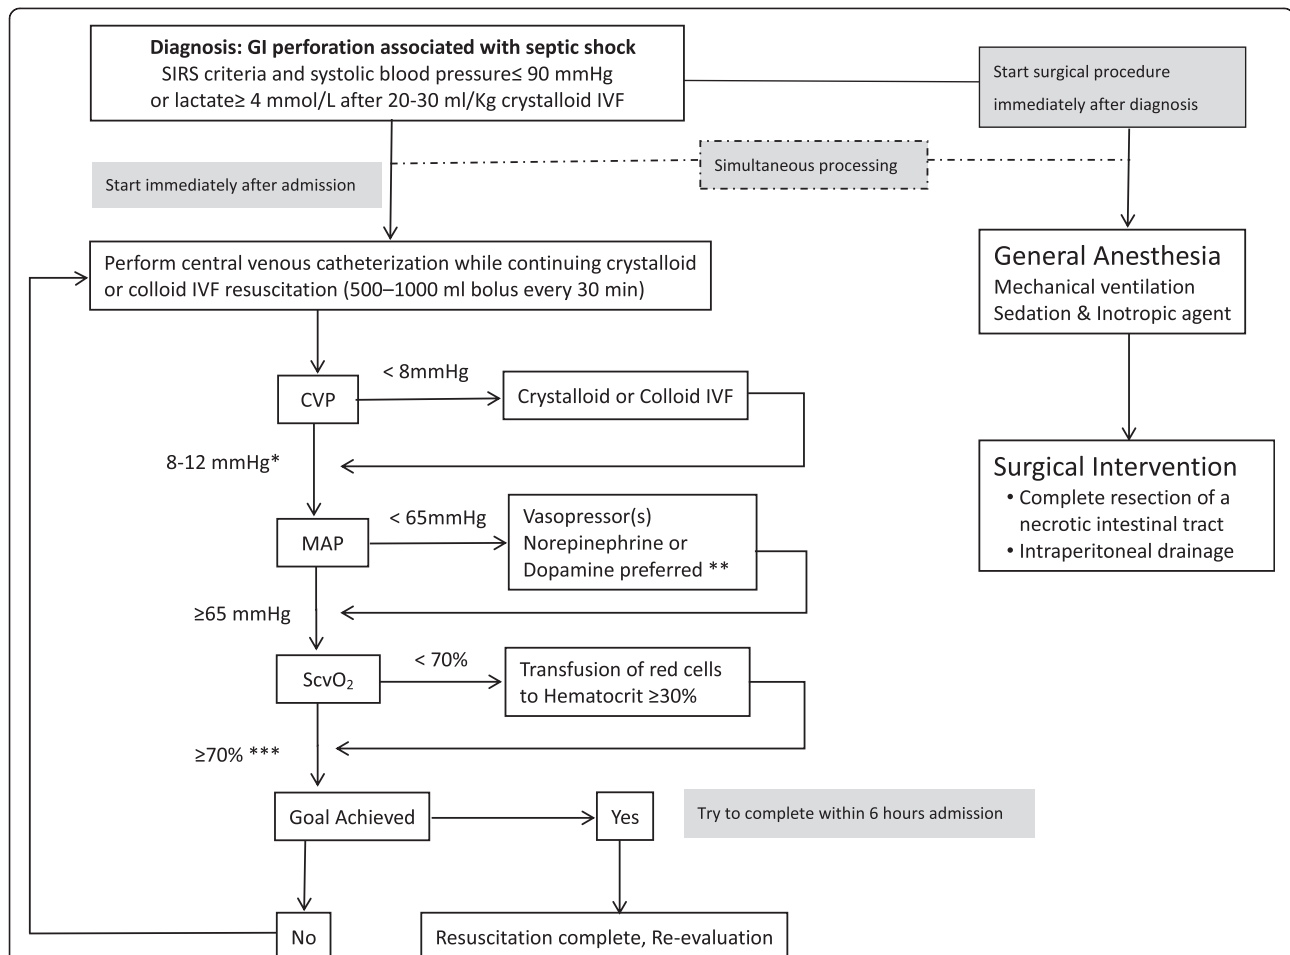 Diagnosis: GI perforation associated with septic shock
SIRS criteria and systolic blood pressure≤ 90 mmHg
or lactate≥ 4 mmol/L after 20-30 ml/Kg crystalloid IVF
Start surgical procedure
immediately after diagnosis
Simultaneous processing
Start immediately after admission
Perform central venous catheterization while continuing crystalloid
or colloid IVF resuscitation (500–1000 ml bolus every 30 min)
General Anesthesia
Mechanical ventilation
Sedation & Inotropic agent
< 8mmHg
CVP
Crystalloid or Colloid IVF
8-12 mmHg*
Surgical Intervention
• Complete resection of a
necrotic intestinal tract
• Intraperitoneal drainage
< 65mmHg
MAP
Vasopressor(s)
Norepinephrine or
Dopamine preferred **
≥65 mmHg
< 70%
ScvO₂
Transfusion of red cells
to Hematocrit ≥30%
≥70% ***
Goal Achieved
Yes
Try to complete within 6 hours admission
No
Resuscitation complete, Re-evaluation